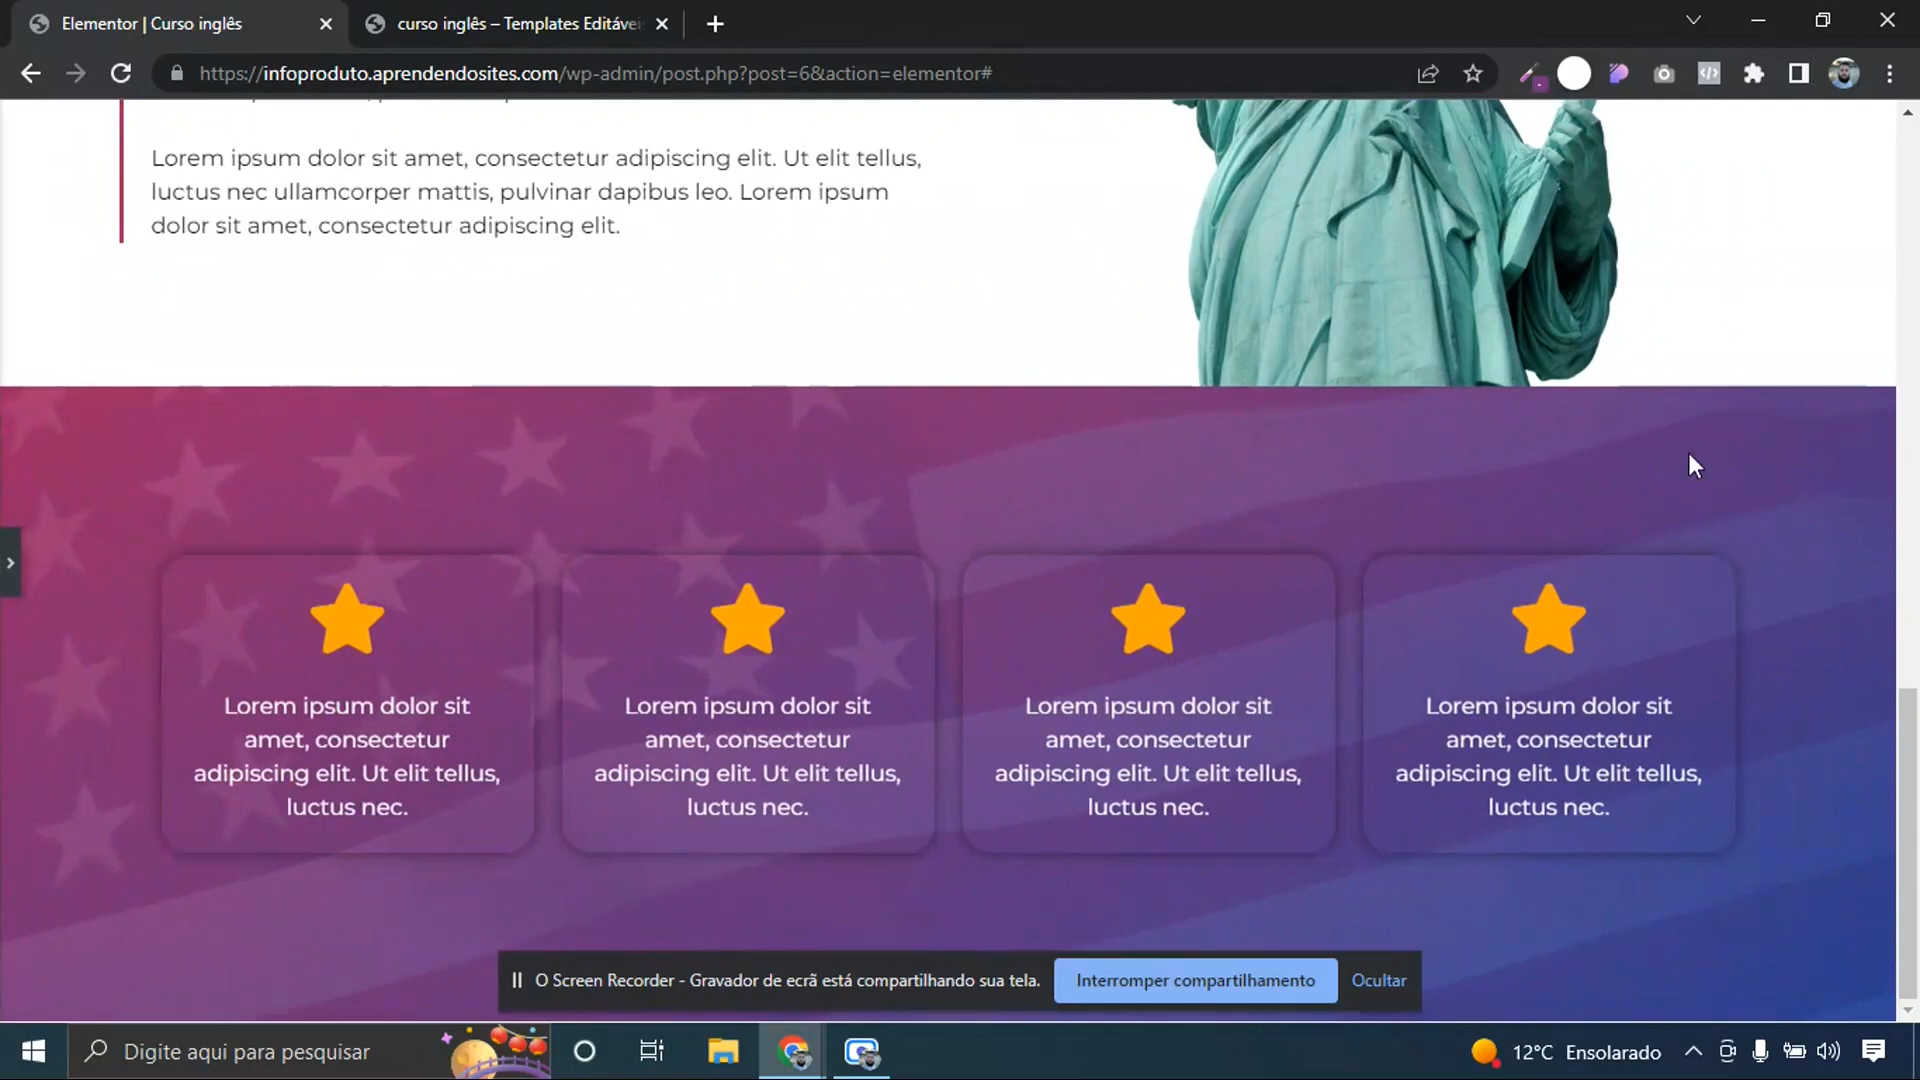 Elementor | Curso inglês
curso inglês – Templates Editávei
https://infoproduto.aprendendosites.com/wp-admin/post.php?post=6&action=elementor#
Lorem ipsum dolor sit amet, consectetur adipiscing elit. Ut elit tellus,
luctus nec ullamcorper mattis, pulvinar dapibus leo. Lorem ipsum
dolor sit amet, consectetur adipiscing elit.
Lorem ipsum dolor sit
amet, consectetur
adipiscing elit. Ut elit tellus,
luctus nec.
Lorem ipsum dolor sit
amet, consectetur
adipiscing elit. Ut elit tellus,
luctus nec.
Lorem ipsum dolor sit
amet, consectetur
adipiscing elit. Ut elit tellus,
luctus nec.
Lorem ipsum dolor sit
amet, consectetur
adipiscing elit. Ut elit tellus,
luctus nec.
O Screen Recorder - Gravador de ecrã está compartilhando sua tela.
Interromper compartilhamento
Ocultar
Digite aqui para pesquisar
12°C Ensolarado